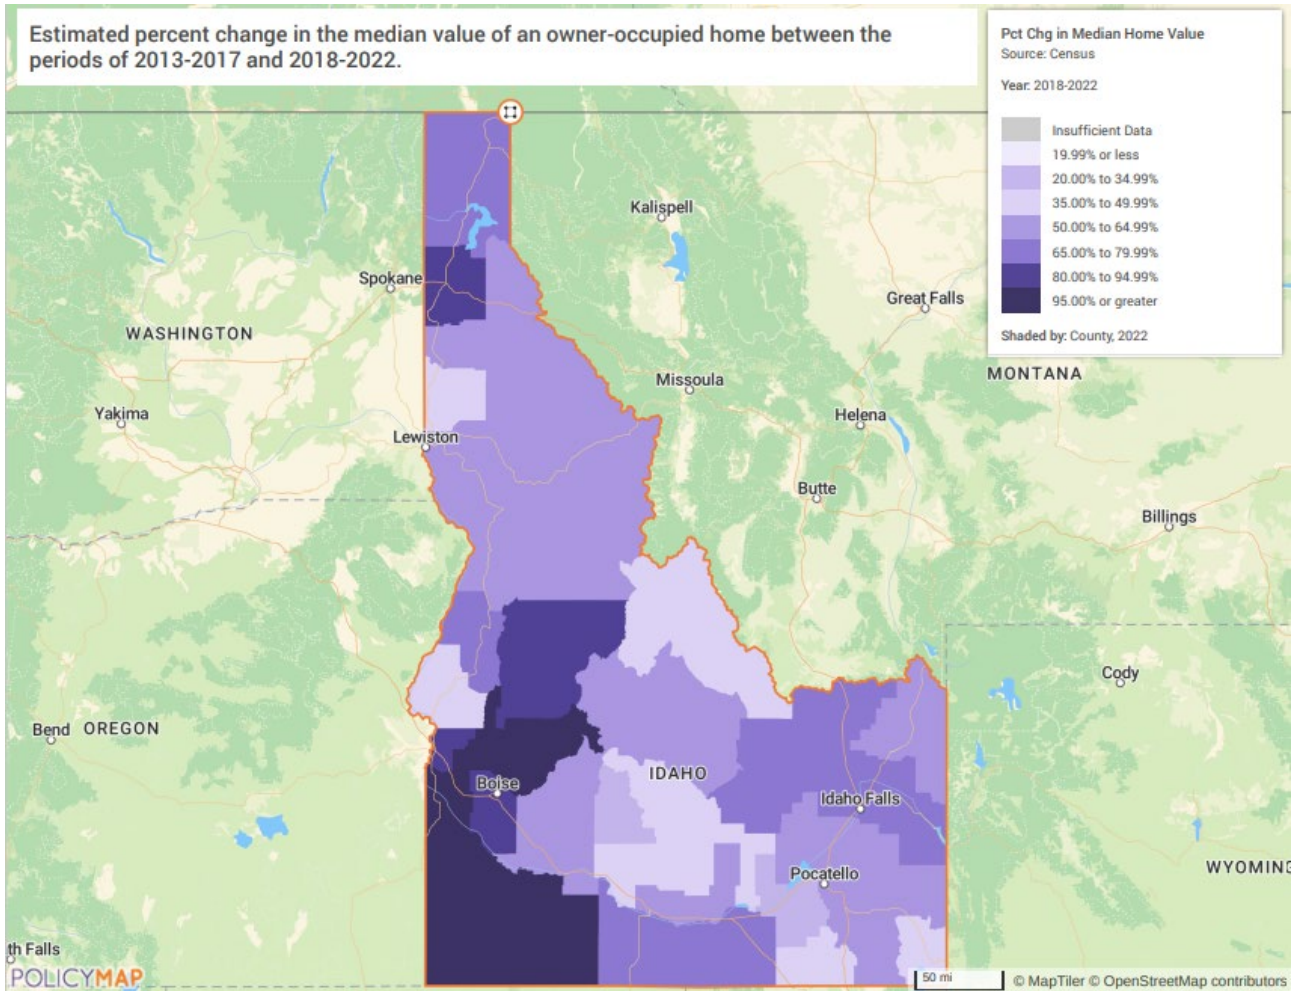 Estimated percent change in the median value of an owner-occupied home between the
periods of 2013-2017 and 2018-2022.
Pct Chg in Median Home Value
Source: Census
Year: 2018-2022
Insufficient Data
19.99% or less
20.00% to 34.99%
35.00% to 49.99%
50.00% to 64.99%
65.00% to 79.99%
80.00% to 94.99%
95.00% or greater
Shaded by: County, 2022
Kalispell
Spokane
Great Falls
WASHINGTON
MONTANA
Missoula
Yakima
Helena
Lewiston
Butte
Billings
Cody
Bend
OREGON
IDAHO
Boise
Idaho Falls
Pocatello
WYOMING
th Falls
POLICYMAP
50 mi
© MapTiler © OpenStreetMap contributors